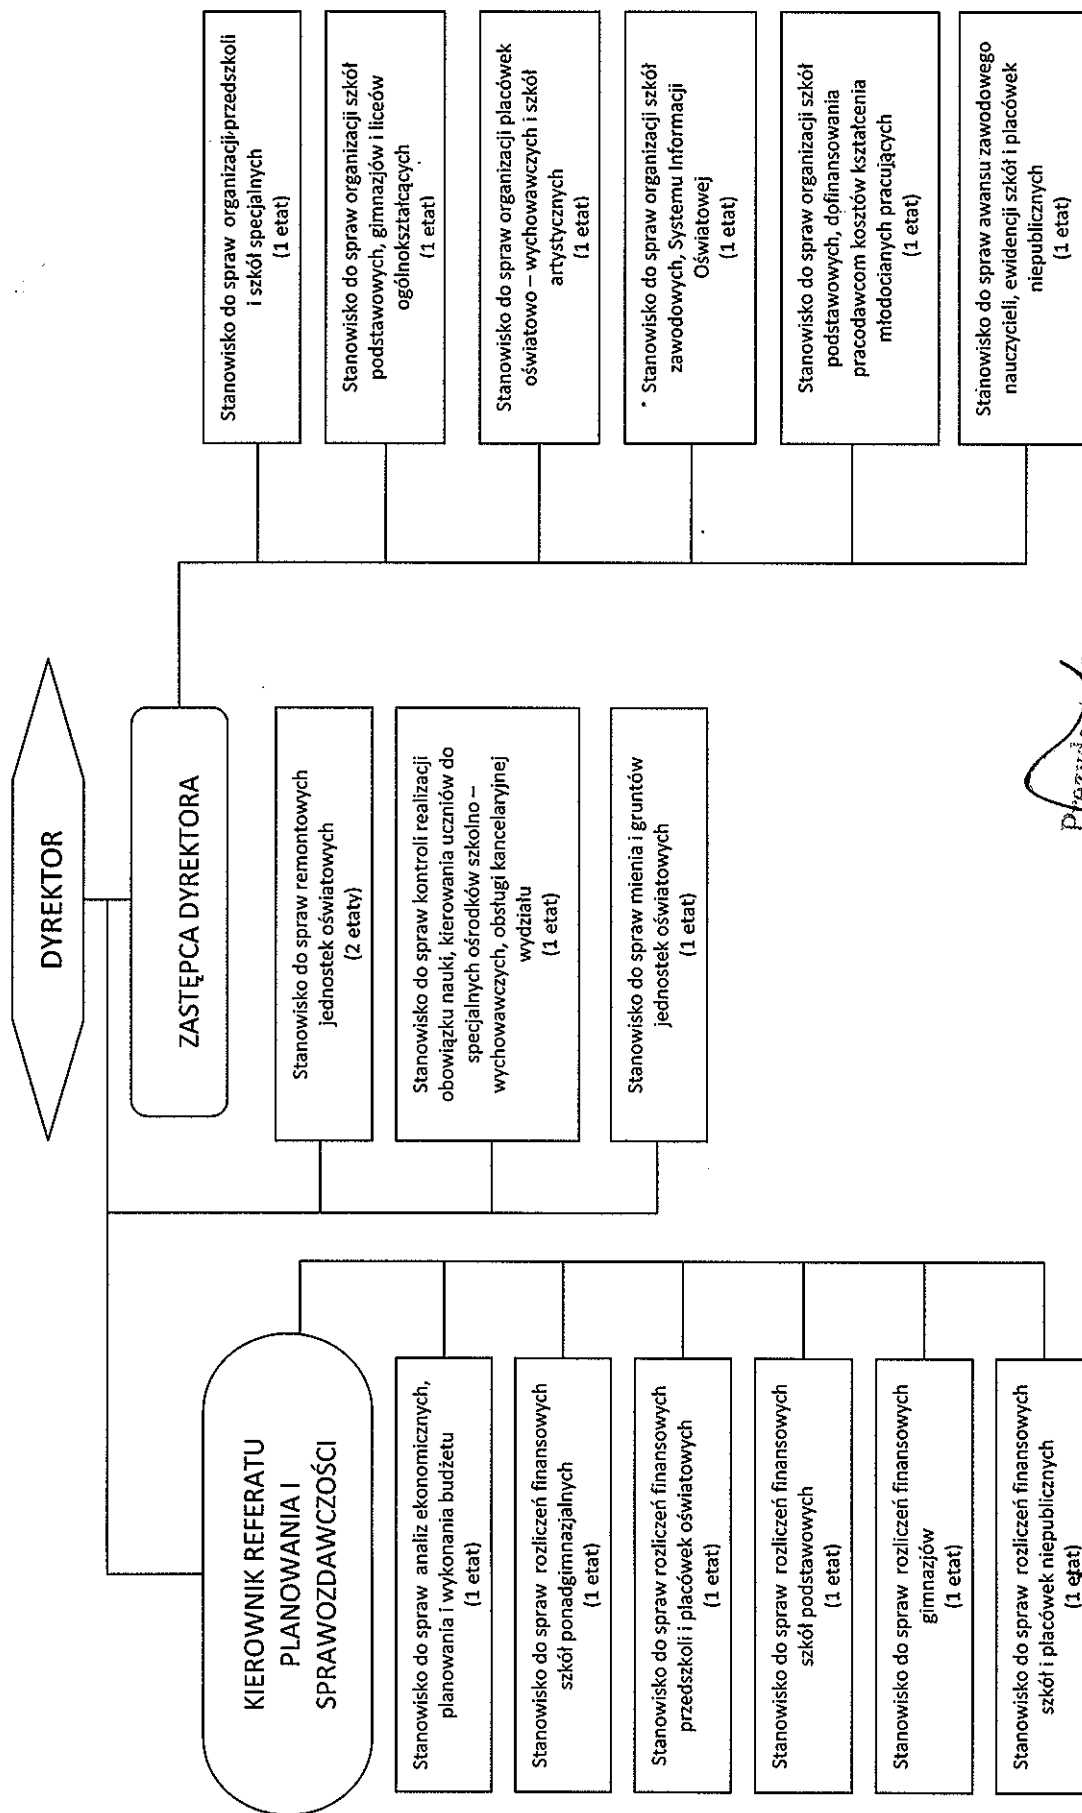 DYREKTOR
ZASTĘPCA DYREKTORA
KIEROWNIK REFERATU
PLANOWANIA I
SPRAWOZDAWCZOŚCI
Stanowisko do spraw analiz ekonomicznych,
planowania i wykonania budżetu
(1 etat)
Stanowisko do spraw rozliczeń finansowych
szkół ponadgimnazjalnych
(1 etat)
Stanowisko do spraw rozliczeń finansowych
przedszkoli i placówek oświatowych
(1 etat)
Stanowisko do spraw rozliczeń finansowych
szkół podstawowych
(1 etat)
Stanowisko do spraw rozliczeń finansowych
gimnazjów
(1 etat)
Stanowisko do spraw rozliczeń finansowych
szkół i placówek niepublicznych
(1 etat)
Stanowisko do spraw remontowych
jednostek oświatowych
(2 etaty)
Stanowisko do spraw kontroli realizacji
obowiązku nauki, kierowania uczniów do
specjalnych ośrodków szkolno –
wychowawczych, obsługi kancelaryjnej
wydziału
(1 etat)
Stanowisko do spraw mienia i gruntów
jednostek oświatowych
(1 etat)
Stanowisko do spraw organizacji przedszkoli
i szkół specjalnych
(1 etat)
Stanowisko do spraw organizacji szkół
podstawowych, gimnazjów i liceów
ogólnokształcących
(1 etat)
Stanowisko do spraw organizacji placówek
oświatowo – wychowawczych i szkół
artystycznych
(1 etat)
Stanowisko do spraw organizacji szkół
zawodowych, Systemu Informacji
Oświatowej
(1 etat)
Stanowisko do spraw organizacji szkół
podstawowych, dofinansowania
pracodawcom kosztów kształcenia
młodocianych pracujących
(1 etat)
Stanowisko do spraw awansu zawodowego
nauczycieli, ewidencji szkół i placówek
niepublicznych
(1 etat)